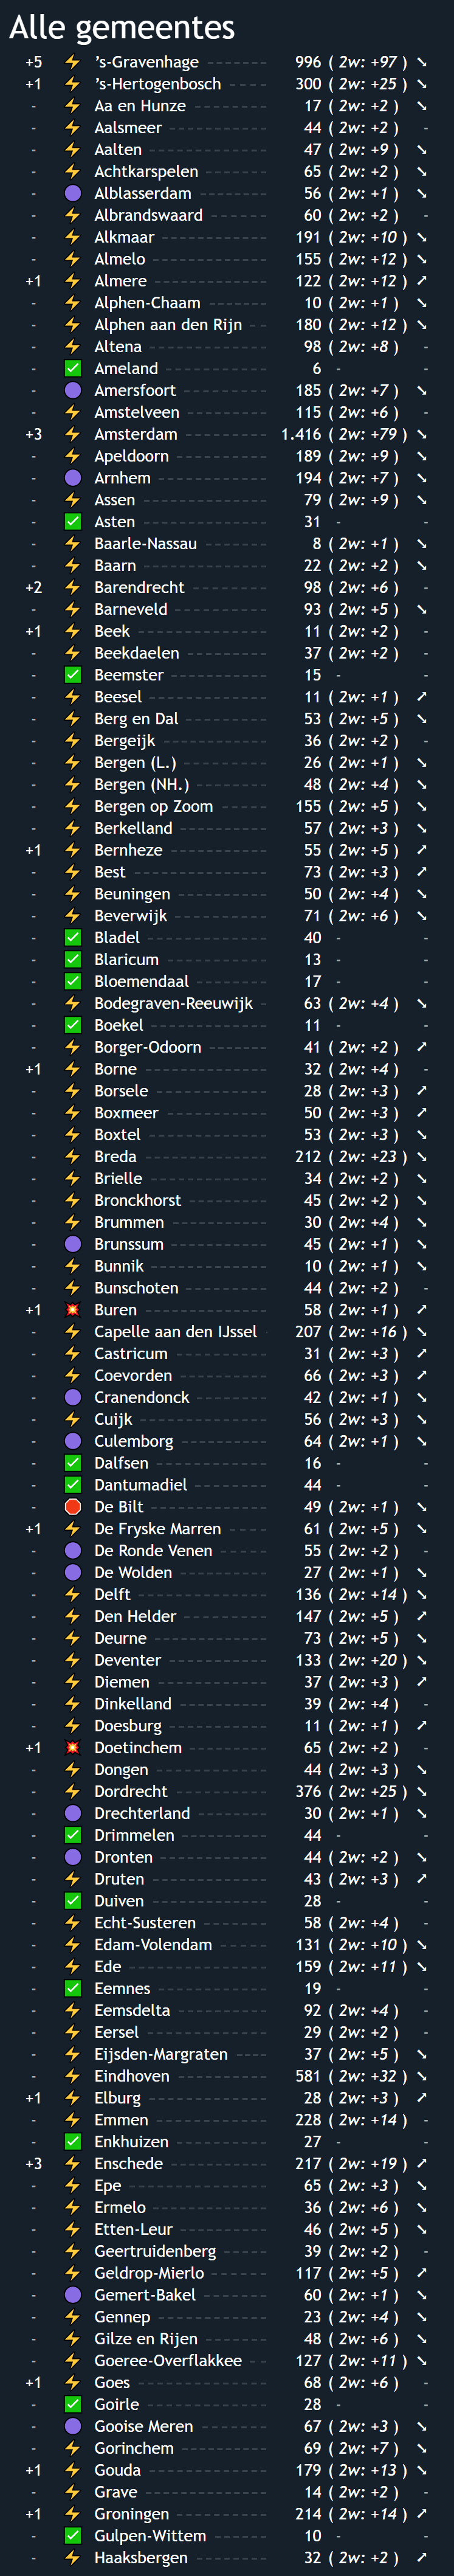 Alle gemeentes
+5 ⚡ ’s-Gravenhage 996 ( 2w: +97 ) ➘
+1 ⚡ ’s-Hertogenbosch 300 ( 2w: +25 ) ➘
- ⚡ Aa en Hunze 17 ( 2w: +2 ) ➘
- ⚡ Aalsmeer 44 ( 2w: +2 ) -
- ⚡ Aalten 47 ( 2w: +9 ) ➘
- ⚡ Achtkarspelen 65 ( 2w: +2 ) ➘
- 🟣 Alblasserdam 56 ( 2w: +1 ) ➘
- ⚡ Albrandswaard 60 ( 2w: +2 ) -
- ⚡ Alkmaar 191 ( 2w: +10 ) ➘
- ⚡ Almelo 155 ( 2w: +12 ) ➘
+1 ⚡ Almere 122 ( 2w: +12 ) ➚
- ⚡ Alphen-Chaam 10 ( 2w: +1 ) ➘
- ⚡ Alphen aan den Rijn 180 ( 2w: +12 ) ➘
- ⚡ Altena 98 ( 2w: +8 ) -
- ✅ Ameland 6 - -
- 🟣 Amersfoort 185 ( 2w: +7 ) ➘
- ⚡ Amstelveen 115 ( 2w: +6 ) -
+3 ⚡ Amsterdam 1.416 ( 2w: +79 ) ➘
- ⚡ Apeldoorn 189 ( 2w: +9 ) ➘
- 🟣 Arnhem 194 ( 2w: +7 ) ➘
- ⚡ Assen 79 ( 2w: +9 ) ➘
- ✅ Asten 31 - -
- ⚡ Baarle-Nassau 8 ( 2w: +1 ) ➘
- ⚡ Baarn 22 ( 2w: +2 ) ➘
+2 ⚡ Barendrecht 98 ( 2w: +6 ) -
- ⚡ Barneveld 93 ( 2w: +5 ) ➘
+1 ⚡ Beek 11 ( 2w: +2 ) -
- ⚡ Beekdaelen 37 ( 2w: +2 ) -
- ✅ Beemster 15 - -
- ⚡ Beesel 11 ( 2w: +1 ) ➚
- ⚡ Berg en Dal 53 ( 2w: +5 ) ➘
- ⚡ Bergeijk 36 ( 2w: +2 ) -
- ⚡ Bergen (L.) 26 ( 2w: +1 ) ➘
- ⚡ Bergen (NH.) 48 ( 2w: +4 ) ➘
- ⚡ Bergen op Zoom 155 ( 2w: +5 ) ➘
- ⚡ Berkelland 57 ( 2w: +3 ) ➘
+1 ⚡ Bernheze 55 ( 2w: +5 ) ➚
- ⚡ Best 73 ( 2w: +3 ) ➚
- ⚡ Beuningen 50 ( 2w: +4 ) ➘
- ⚡ Beverwijk 71 ( 2w: +6 ) ➘
- ✅ Bladel 40 - -
- ✅ Blaricum 13 - -
- ✅ Bloemendaal 17 - -
- ⚡ Bodegraven-Reeuwijk 63 ( 2w: +4 ) ➘
- ✅ Boekel 11 - -
- ⚡ Borger-Odoorn 41 ( 2w: +2 ) ➚
+1 ⚡ Borne 32 ( 2w: +4 ) -
- ⚡ Borsele 28 ( 2w: +3 ) ➚
- ⚡ Boxmeer 50 ( 2w: +3 ) ➚
- ⚡ Boxtel 53 ( 2w: +3 ) ➘
- ⚡ Breda 212 ( 2w: +23 ) ➘
- ⚡ Brielle 34 ( 2w: +2 ) ➘
- ⚡ Bronckhorst 45 ( 2w: +2 ) ➘
- ⚡ Brummen 30 ( 2w: +4 ) ➘
- 🟣 Brunssum 45 ( 2w: +1 ) ➘
- ⚡ Bunnik 10 ( 2w: +1 ) ➘
- ⚡ Bunschoten 44 ( 2w: +2 ) -
+1 💥 Buren 58 ( 2w: +1 ) ➚
- ⚡ Capelle aan den IJssel 207 ( 2w: +16 ) ➘
- ⚡ Castricum 31 ( 2w: +3 ) ➚
- ⚡ Coevorden 66 ( 2w: +3 ) ➚
- 🟣 Cranendonck 42 ( 2w: +1 ) ➘
- ⚡ Cuijk 56 ( 2w: +3 ) ➘
- 🟣 Culemborg 64 ( 2w: +1 ) ➘
- ✅ Dalfsen 16 - -
- ✅ Dantumadiel 44 - -
- 🛑 De Bilt 49 ( 2w: +1 ) ➘
+1 ⚡ De Fryske Marren 61 ( 2w: +5 ) ➘
- 🟣 De Ronde Venen 55 ( 2w: +2 ) -
- 🟣 De Wolden 27 ( 2w: +1 ) ➘
- ⚡ Delft 136 ( 2w: +14 ) ➘
- ⚡ Den Helder 147 ( 2w: +5 ) ➚
- ⚡ Deurne 73 ( 2w: +5 ) ➘
- ⚡ Deventer 133 ( 2w: +20 ) ➘
- ⚡ Diemen 37 ( 2w: +3 ) ➚
- ⚡ Dinkelland 39 ( 2w: +4 ) -
- ⚡ Doesburg 11 ( 2w: +1 ) ➚
+1 💥 Doetinchem 65 ( 2w: +2 ) -
- ⚡ Dongen 44 ( 2w: +3 ) ➘
- ⚡ Dordrecht 376 ( 2w: +25 ) ➘
- 🟣 Drechterland 30 ( 2w: +1 ) ➘
- ✅ Drimmelen 44 - -
- 🟣 Dronten 44 ( 2w: +2 ) ➘
- ⚡ Druten 43 ( 2w: +3 ) ➚
- ✅ Duiven 28 - -
- ⚡ Echt-Susteren 58 ( 2w: +4 ) -
- ⚡ Edam-Volendam 131 ( 2w: +10 ) ➘
- ⚡ Ede 159 ( 2w: +11 ) ➘
- ✅ Eemnes 19 - -
- ⚡ Eemsdelta 92 ( 2w: +4 ) -
- ⚡ Eersel 29 ( 2w: +2 ) -
- ⚡ Eijsden-Margraten 37 ( 2w: +5 ) ➘
- ⚡ Eindhoven 581 ( 2w: +32 ) ➘
+1 ⚡ Elburg 28 ( 2w: +3 ) ➚
- ⚡ Emmen 228 ( 2w: +14 ) -
- ✅ Enkhuizen 27 - -
+3 ⚡ Enschede 217 ( 2w: +19 ) ➚
- ⚡ Epe 65 ( 2w: +3 ) ➘
- ⚡ Ermelo 36 ( 2w: +6 ) ➘
- ⚡ Etten-Leur 46 ( 2w: +5 ) ➘
- ⚡ Geertruidenberg 39 ( 2w: +2 ) -
- ⚡ Geldrop-Mierlo 117 ( 2w: +5 ) ➚
- 🟣 Gemert-Bakel 60 ( 2w: +1 ) ➘
- ⚡ Gennep 23 ( 2w: +4 ) ➘
- ⚡ Gilze en Rijen 48 ( 2w: +6 ) ➘
- ⚡ Goeree-Overflakkee 127 ( 2w: +11 ) ➘
+1 ⚡ Goes 68 ( 2w: +6 ) -
- ✅ Goirle 28 - -
- 🟣 Gooise Meren 67 ( 2w: +3 ) ➘
- ⚡ Gorinchem 69 ( 2w: +7 ) ➘
+1 ⚡ Gouda 179 ( 2w: +13 ) ➘
- ⚡ Grave 14 ( 2w: +2 ) -
+1 ⚡ Groningen 214 ( 2w: +14 ) ➚
- ✅ Gulpen-Wittem 10 - -
- ⚡ Haaksbergen 32 ( 2w: +2 ) ➚